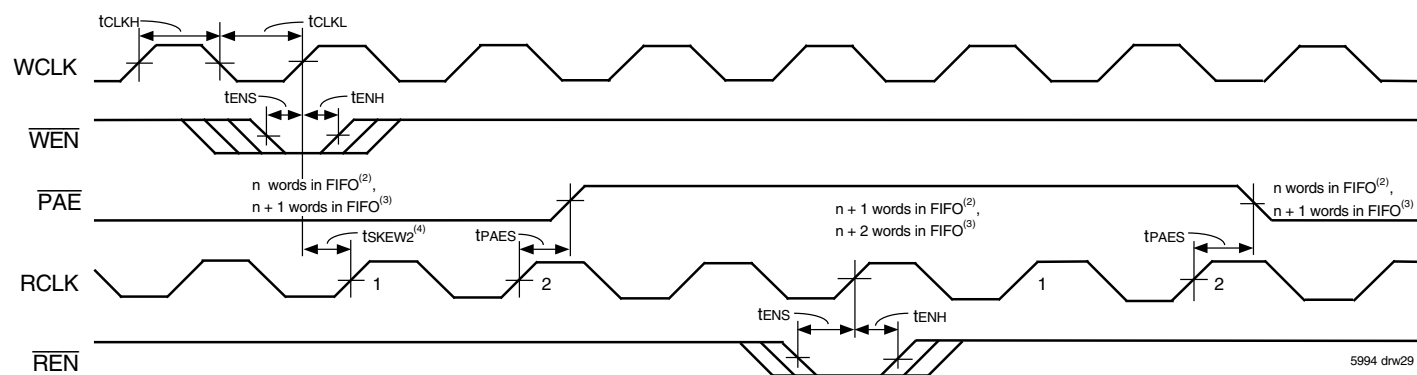 tCLKH
tCLKL
WCLK
tENS
tENH
WEN
n words in FIFO(2),
n + 1 words in FIFO(3)
PAE
n + 1 words in FIFO(2),
n + 2 words in FIFO(3)
n words in FIFO(2),
n + 1 words in FIFO(3)
tSKEW2(4)
tPAES
tPAES
RCLK
1
2
1
2
tENS
tENH
REN
5994 drw29